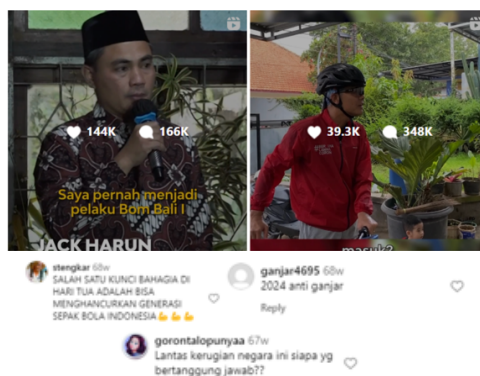 144K
166K
Saya pernah menjadi
pelaku Bom Bali I
JACK HARUN
39.3K
348K
masuk?
stengkar 68w
SALAH SATU KUNCI BAHAGIA DI
HARI TUA ADALAH BISA
MENGHANCURKAN GENERASI
SEPAK BOLA INDONESIA💪💪💪
ganjar4695 68w
2024 anti ganjar
Reply
gorontalopunyaa 67w
Lantas kerugian negara ini siapa yg
bertanggung jawab??